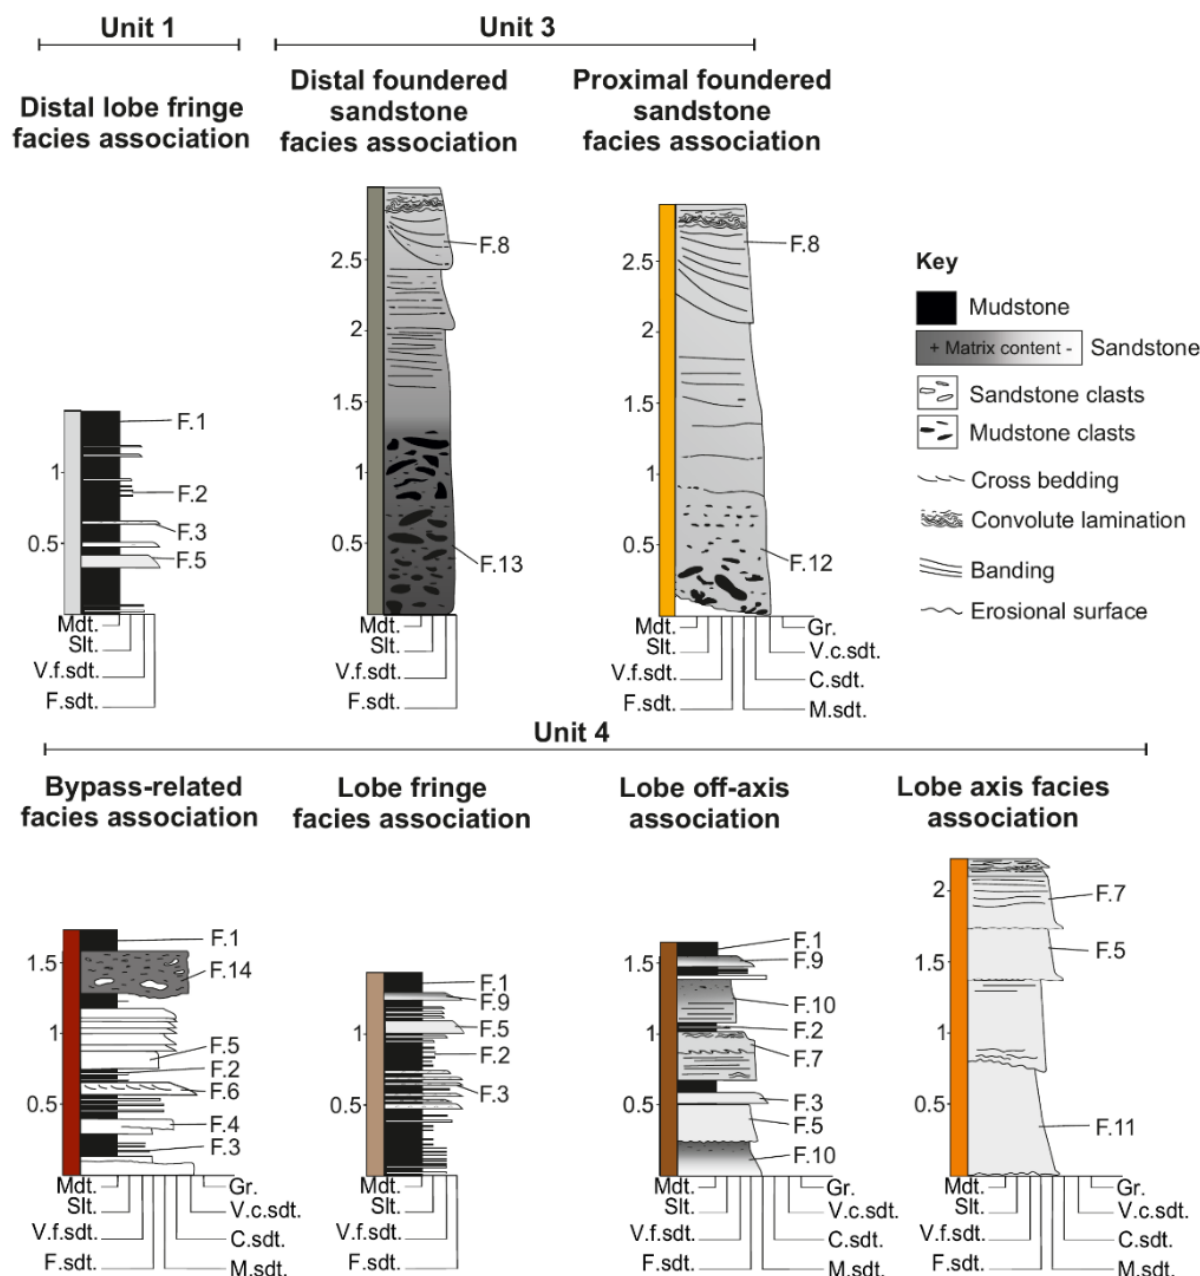 Unit 1
Unit 3
Distal lobe fringe
facies association
Distal foundered
sandstone
facies association
Proximal foundered
sandstone
facies association
F.1
1
F.2
F.3
0.5
F.5
Mdt.
Slt.
V.f.sdt.
F.sdt.
F.8
2.5
2
1.5
1
0.5
F.13
Mdt.
Slt.
V.f.sdt.
F.sdt.
F.8
2.5
2
1.5
1
0.5
F.12
Mdt.
Slt.
V.f.sdt.
F.sdt.
Gr.
V.c.sdt.
C.sdt.
M.sdt.
Key
Mudstone
+ Matrix content - Sandstone
Sandstone clasts
Mudstone clasts
Cross bedding
Convolute lamination
Banding
Erosional surface
Unit 4
Bypass-related
facies association
Lobe fringe
facies association
Lobe off-axis
association
Lobe axis facies
association
1.5
1
0.5
F.1
F.14
F.5
F.2
F.6
F.4
F.3
Mdt.
Slt.
V.f.sdt.
F.sdt.
Gr.
V.c.sdt.
C.sdt.
M.sdt.
1
0.5
F.1
F.9
F.5
F.2
F.3
Mdt.
Slt.
V.f.sdt.
F.sdt.
1.5
1
0.5
F.1
F.9
F.10
F.2
F.7
F.3
F.5
F.10
Mdt.
Slt.
V.f.sdt.
F.sdt.
Gr.
V.c.sdt.
C.sdt.
M.sdt.
2
1.5
1
0.5
F.7
F.5
F.11
Mdt.
Slt.
V.f.sdt.
F.sdt.
Gr.
V.c.sdt.
C.sdt.
M.sdt.